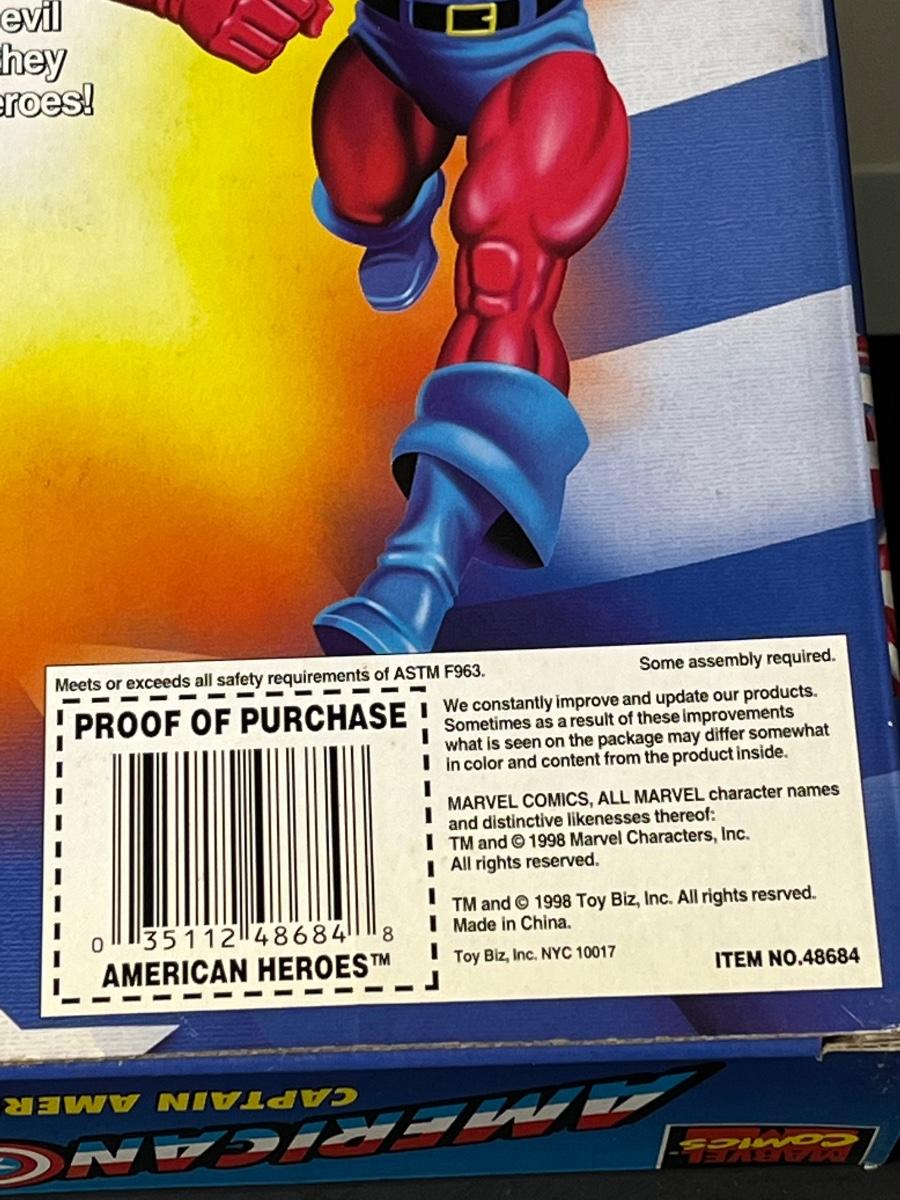 evil
hey
eroes!
Meets or exceeds all safety requirements of ASTM F963.
Some assembly required.
PROOF OF PURCHASE
0 35112 48684 8
AMERICAN HEROES™
We constantly improve and update our products.
Sometimes as a result of these improvements
what is seen on the package may differ somewhat
in color and content from the product inside.
MARVEL COMICS, ALL MARVEL character names
and distinctive likenesses thereof:
TM and © 1998 Marvel Characters, Inc.
All rights reserved.
TM and © 1998 Toy Biz, Inc. All rights resrved.
Made in China.
Toy Biz, Inc. NYC 10017
ITEM NO.48684
CAPTAIN AMER
AMERICAN
MARVEL
COMICS